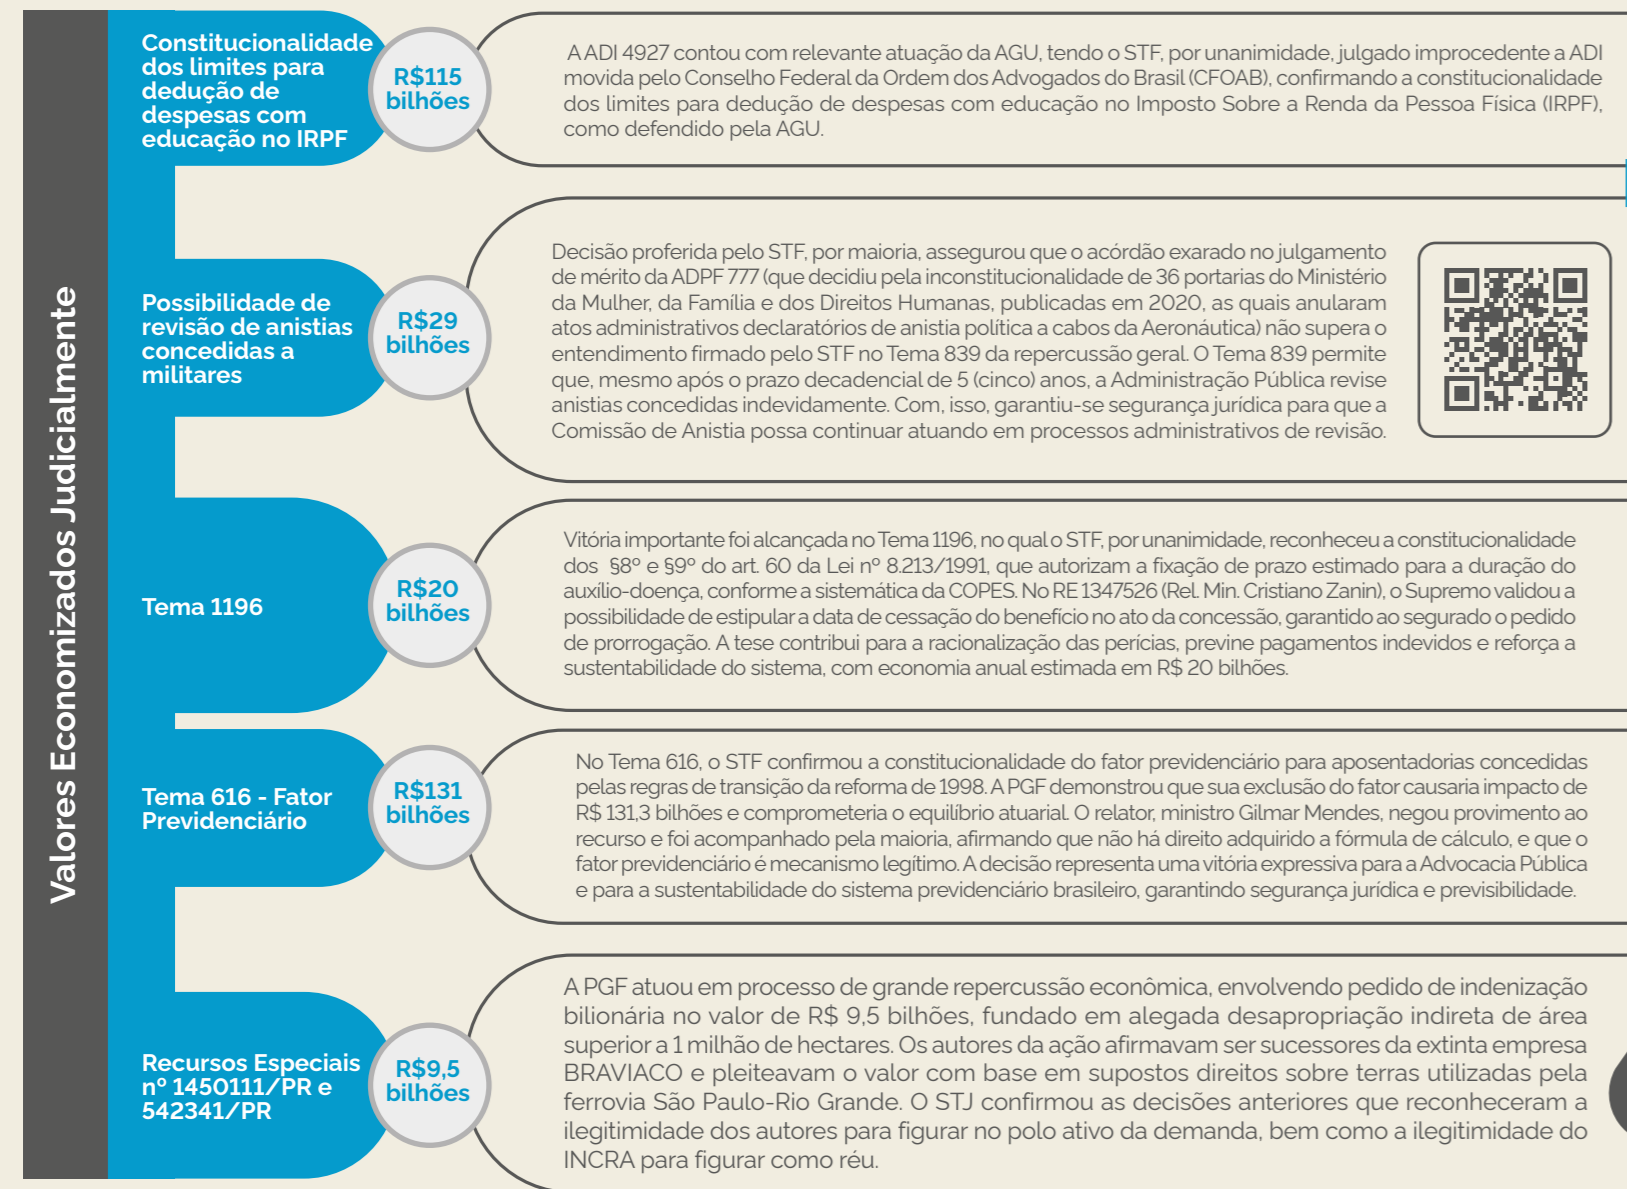 Valores Economizados Judicialmente
Constitucionalidade
dos limites para
dedução de
despesas com
educação no IRPF
R$115
bilhões
A ADI 4927 contou com relevante atuação da AGU, tendo o STF, por unanimidade, julgado improcedente a ADI
movida pelo Conselho Federal da Ordem dos Advogados do Brasil (CFOAB), confirmando a constitucionalidade
dos limites para dedução de despesas com educação no Imposto Sobre a Renda da Pessoa Física (IRPF),
como defendido pela AGU.
Possibilidade de
revisão de anistias
concedidas a
militares
R$29
bilhões
Decisão proferida pelo STF, por maioria, assegurou que o acórdão exarado no julgamento
de mérito da ADPF 777 (que decidiu pela inconstitucionalidade de 36 portarias do Ministério
da Mulher, da Família e dos Direitos Humanas, publicadas em 2020, as quais anularam
atos administrativos declaratórios de anistia política a cabos da Aeronáutica) não supera o
entendimento firmado pelo STF no Tema 839 da repercussão geral. O Tema 839 permite
que, mesmo após o prazo decadencial de 5 (cinco) anos, a Administração Pública revise
anistias concedidas indevidamente. Com, isso, garantiu-se segurança jurídica para que a
Comissão de Anistia possa continuar atuando em processos administrativos de revisão.
Tema 1196
R$20
bilhões
Vitória importante foi alcançada no Tema 1196, no qual o STF, por unanimidade, reconheceu a constitucionalidade
dos §8º e §9º do art. 60 da Lei nº 8.213/1991, que autorizam a fixação de prazo estimado para a duração do
auxílio-doença, conforme a sistemática da COPES. No RE 1347526 (Rel. Min. Cristiano Zanin), o Supremo validou a
possibilidade de estipular a data de cessação do benefício no ato da concessão, garantido ao segurado o pedido
de prorrogação. A tese contribui para a racionalização das perícias, previne pagamentos indevidos e reforça a
sustentabilidade do sistema, com economia anual estimada em R$ 20 bilhões.
Tema 616 - Fator
Previdenciário
R$131
bilhões
No Tema 616, o STF confirmou a constitucionalidade do fator previdenciário para aposentadorias concedidas
pelas regras de transição da reforma de 1998. A PGF demonstrou que sua exclusão do fator causaria impacto de
R$ 131,3 bilhões e comprometeria o equilíbrio atuarial. O relator, ministro Gilmar Mendes, negou provimento ao
recurso e foi acompanhado pela maioria, afirmando que não há direito adquirido a fórmula de cálculo, e que o
fator previdenciário é mecanismo legítimo. A decisão representa uma vitória expressiva para a Advocacia Pública
e para a sustentabilidade do sistema previdenciário brasileiro, garantindo segurança jurídica e previsibilidade.
Recursos Especiais
nº 1450111/PR e
542341/PR
R$9,5
bilhões
A PGF atuou em processo de grande repercussão econômica, envolvendo pedido de indenização
bilionária no valor de R$ 9,5 bilhões, fundado em alegada desapropriação indireta de área
superior a 1 milhão de hectares. Os autores da ação afirmavam ser sucessores da extinta empresa
BRAVIACO e pleiteavam o valor com base em supostos direitos sobre terras utilizadas pela
ferrovia São Paulo-Rio Grande. O STJ confirmou as decisões anteriores que reconheceram a
ilegitimidade dos autores para figurar no polo ativo da demanda, bem como a ilegitimidade do
INCRA para figurar como réu.